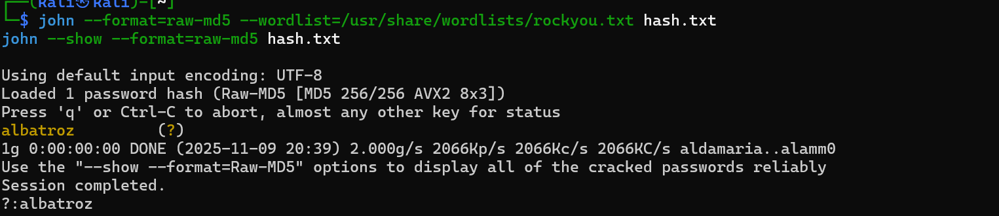 ┌──(Kali㉿Kali)-[~]
└─$ john --format=raw-md5 --wordlist=/usr/share/wordlists/rockyou.txt hash.txt
john --show --format=raw-md5 hash.txt
Using default input encoding: UTF-8
Loaded 1 password hash (Raw-MD5 [MD5 256/256 AVX2 8x3])
Press 'q' or Ctrl-C to abort, almost any other key for status
albatroz         (?)
1g 0:00:00:00 DONE (2025-11-09 20:39) 2.000g/s 2066Kp/s 2066Kc/s 2066KC/s aldamaria..alamm0
Use the "--show --format=Raw-MD5" options to display all of the cracked passwords reliably
Session completed.
?:albatroz